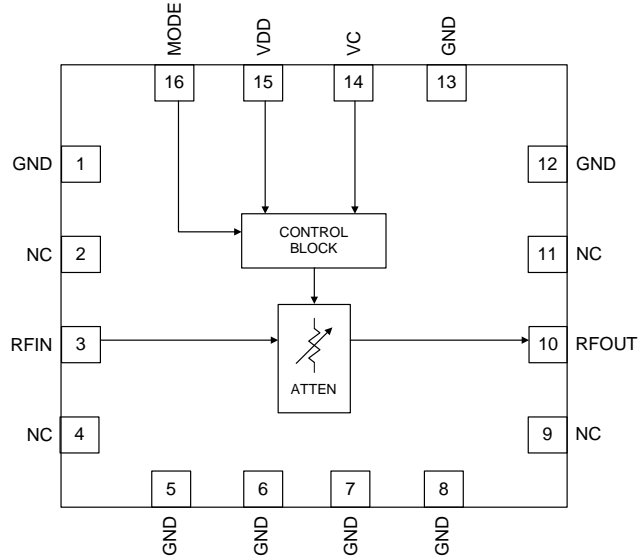 MODE
VDD
VC
GND
16
15
14
13
GND 1
12 GND
NC 2
CONTROL
BLOCK
11 NC
RFIN 3
10 RFOUT
ATTEN
NC 4
9 NC
5
6
7
8
GND
GND
GND
GND